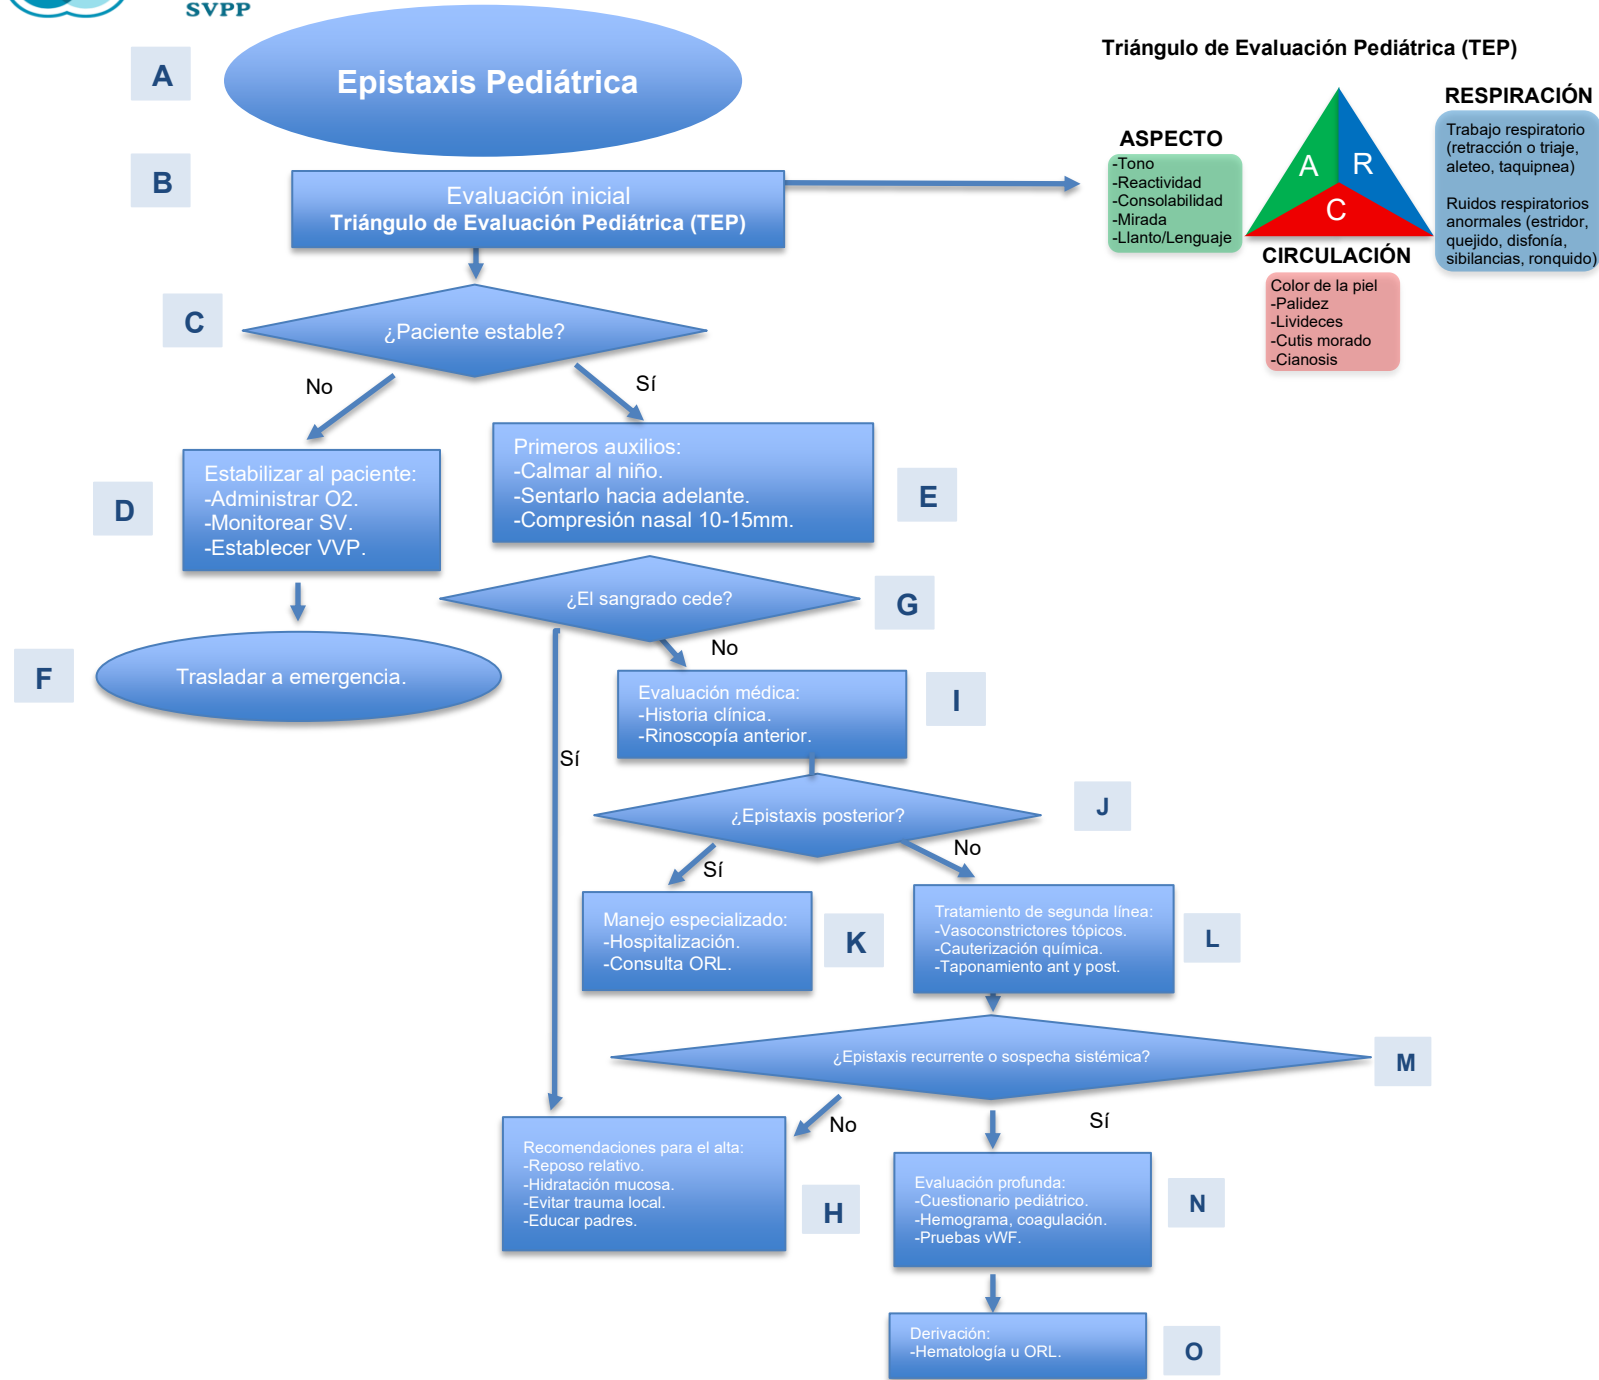 SVPP
A
Epistaxis Pediátrica
B
Evaluación inicial
Triángulo de Evaluación Pediátrica (TEP)
Triángulo de Evaluación Pediátrica (TEP)
ASPECTO
-Tono
-Reactividad
-Consolabilidad
-Mirada
-Llanto/Lenguaje
A
R
C
RESPIRACIÓN
Trabajo respiratorio
(retracción o triaje,
aleteo, taquipnea)
Ruidos respiratorios
anormales (estridor,
quejido, disfonía,
sibilancias, ronquido)
CIRCULACIÓN
Color de la piel
-Palidez
-Livideces
-Cutis morado
-Cianosis
C
¿Paciente estable?
No
Sí
D
Estabilizar al paciente:
-Administrar O2.
-Monitorear SV.
-Establecer VVP.
Primeros auxilios:
-Calmar al niño.
-Sentarlo hacia adelante.
-Compresión nasal 10-15mm.
E
¿El sangrado cede?
G
F
Trasladar a emergencia.
No
Sí
Evaluación médica:
-Historia clínica.
-Rinoscopía anterior.
I
¿Epistaxis posterior?
J
Sí
No
Manejo especializado:
-Hospitalización.
-Consulta ORL.
K
Tratamiento de segunda línea:
-Vasoconstrictores tópicos.
-Cauterización química.
-Taponamiento ant y post.
L
¿Epistaxis recurrente o sospecha sistémica?
M
No
Sí
Recomendaciones para el alta:
-Reposo relativo.
-Hidratación mucosa.
-Evitar trauma local.
-Educar padres.
H
Evaluación profunda:
-Cuestionario pediátrico.
-Hemograma, coagulación.
-Pruebas vWF.
N
Derivación:
-Hematología u ORL.
O